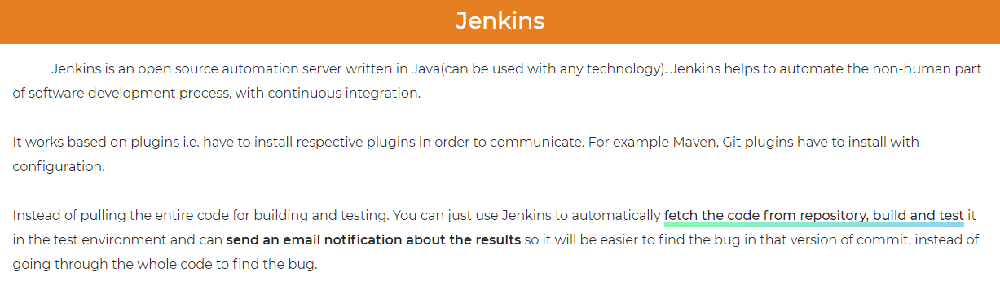 Jenkins
Jenkins is an open source automation server written in Java(can be used with any technology). Jenkins helps to automate the non-human part
of software development process, with continuous integration.
It works based on plugins i.e. have to install respective plugins in order to communicate. For example Maven, Git plugins have to install with
configuration.
Instead of pulling the entire code for building and testing. You can just use Jenkins to automatically fetch the code from repository, build and test it
in the test environment and can send an email notification about the results so it will be easier to find the bug in that version of commit, instead of
going through the whole code to find the bug.